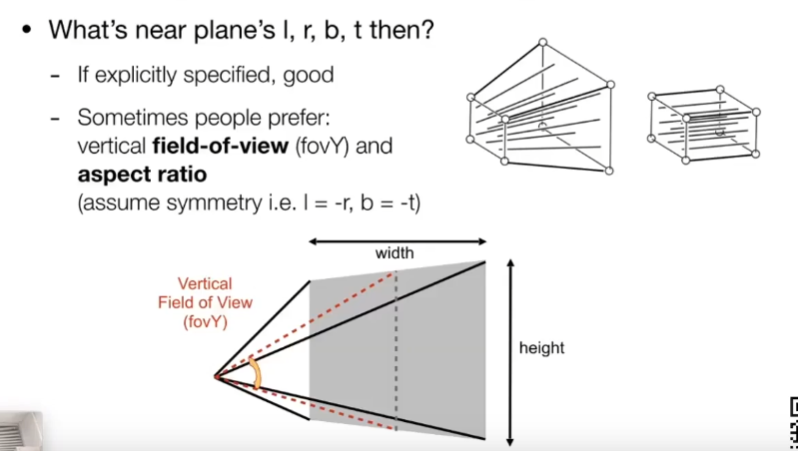 • What's near plane's l, r, b, t then?
- If explicitly specified, good
- Sometimes people prefer:
vertical field-of-view (fovY) and
aspect ratio
(assume symmetry i.e. l = -r, b = -t)
width
Vertical
Field of View
(fovY)
height